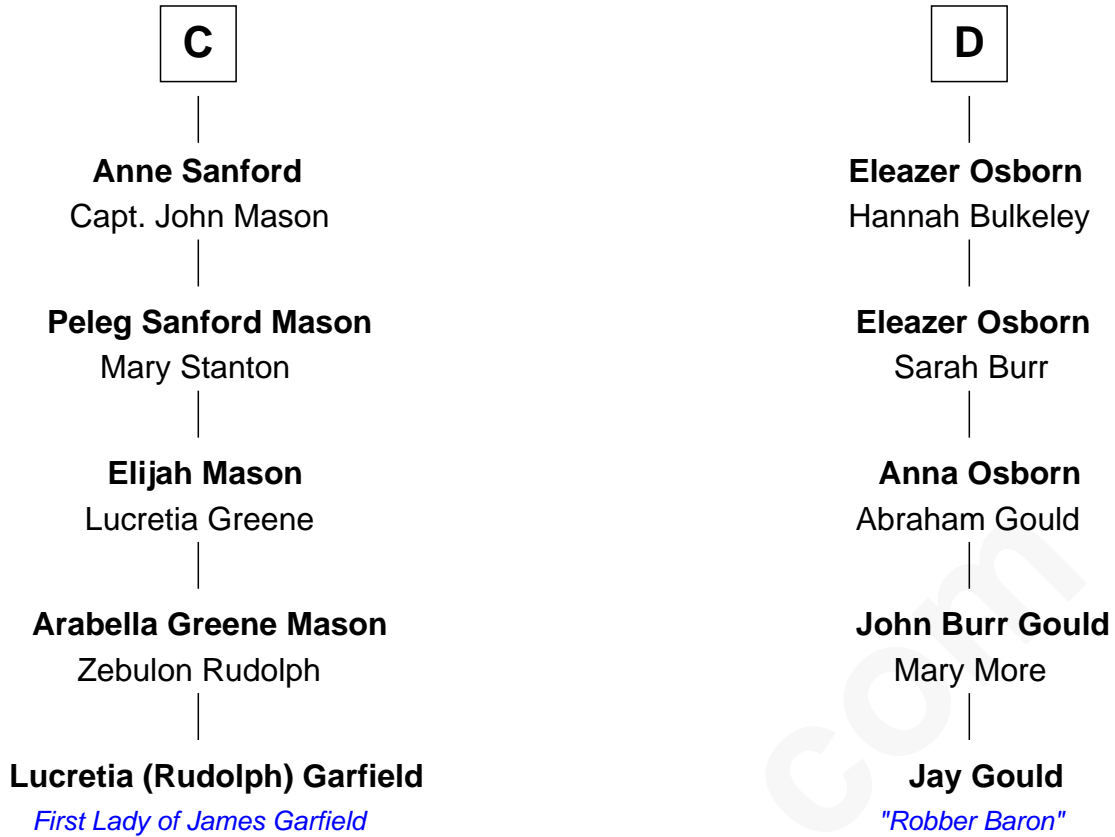 C
Anne Sanford
Capt. John Mason
Peleg Sanford Mason
Mary Stanton
Elijah Mason
Lucretia Greene
Arabella Greene Mason
Zebulon Rudolph
Lucretia (Rudolph) Garfield
First Lady of James Garfield
D
Eleazer Osborn
Hannah Bulkeley
Eleazer Osborn
Sarah Burr
Anna Osborn
Abraham Gould
John Burr Gould
Mary More
Jay Gould
"Robber Baron"
com